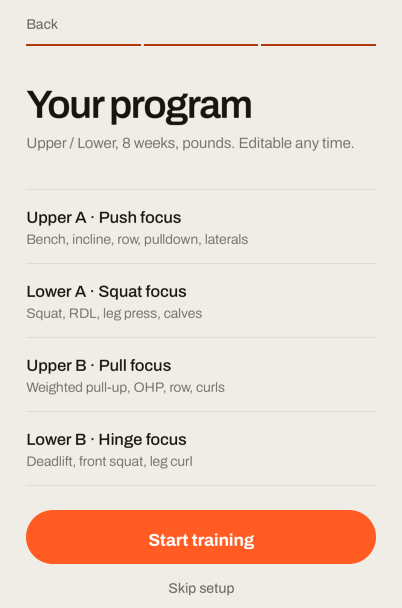 Back
Your program
Upper / Lower, 8 weeks, pounds. Editable any time.
Upper A · Push focus
Bench, incline, row, pulldown, laterals
Lower A · Squat focus
Squat, RDL, leg press, calves
Upper B · Pull focus
Weighted pull-up, OHP, row, curls
Lower B · Hinge focus
Deadlift, front squat, leg curl
Start training
Skip setup